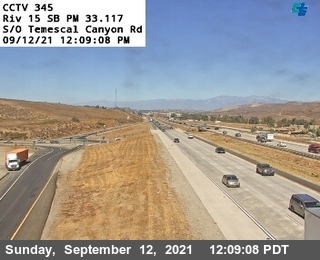 CCTV 345
Riv 15 SB PM 33.117
S/O Temescal Canyon Rd
09/12/21 12:09:08 PM
Sunday, September 12, 2021 12:09:08 PDT